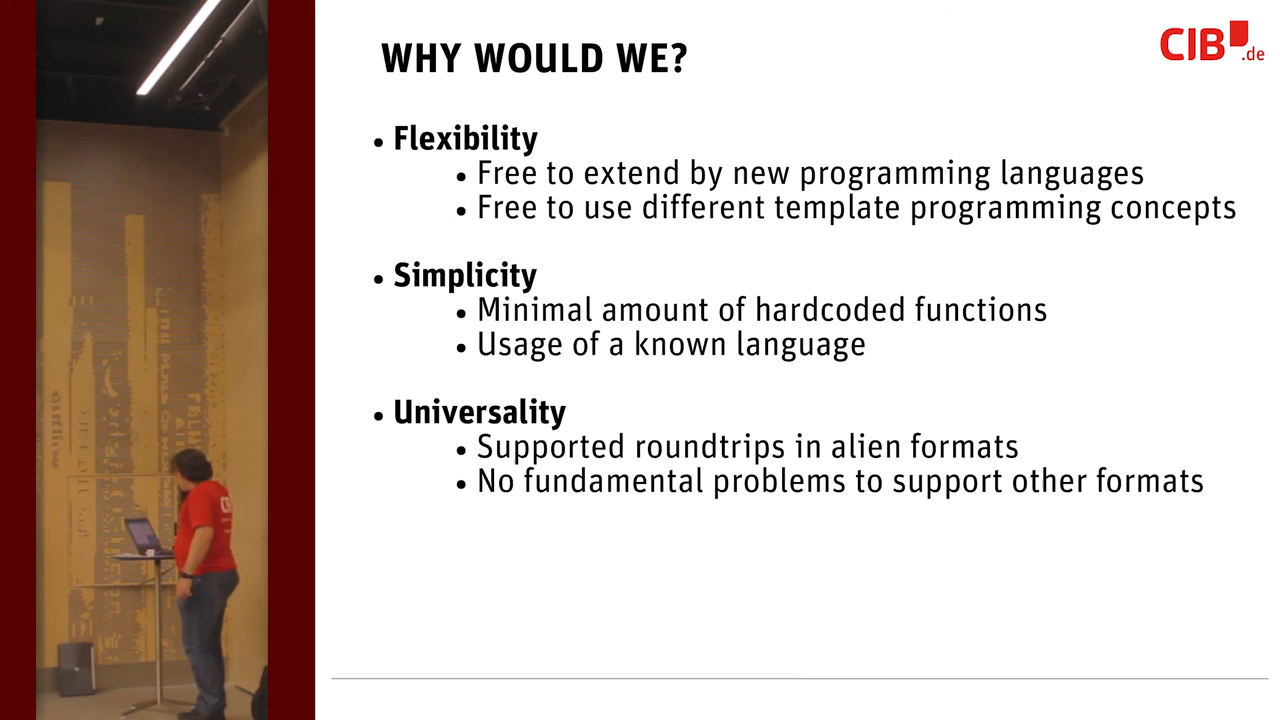 WHY WOULD WE?
CIB.de
• Flexibility
• Free to extend by new programming languages
• Free to use different template programming concepts
• Simplicity
• Minimal amount of hardcoded functions
• Usage of a known language
• Universality
• Supported roundtrips in alien formats
• No fundamental problems to support other formats